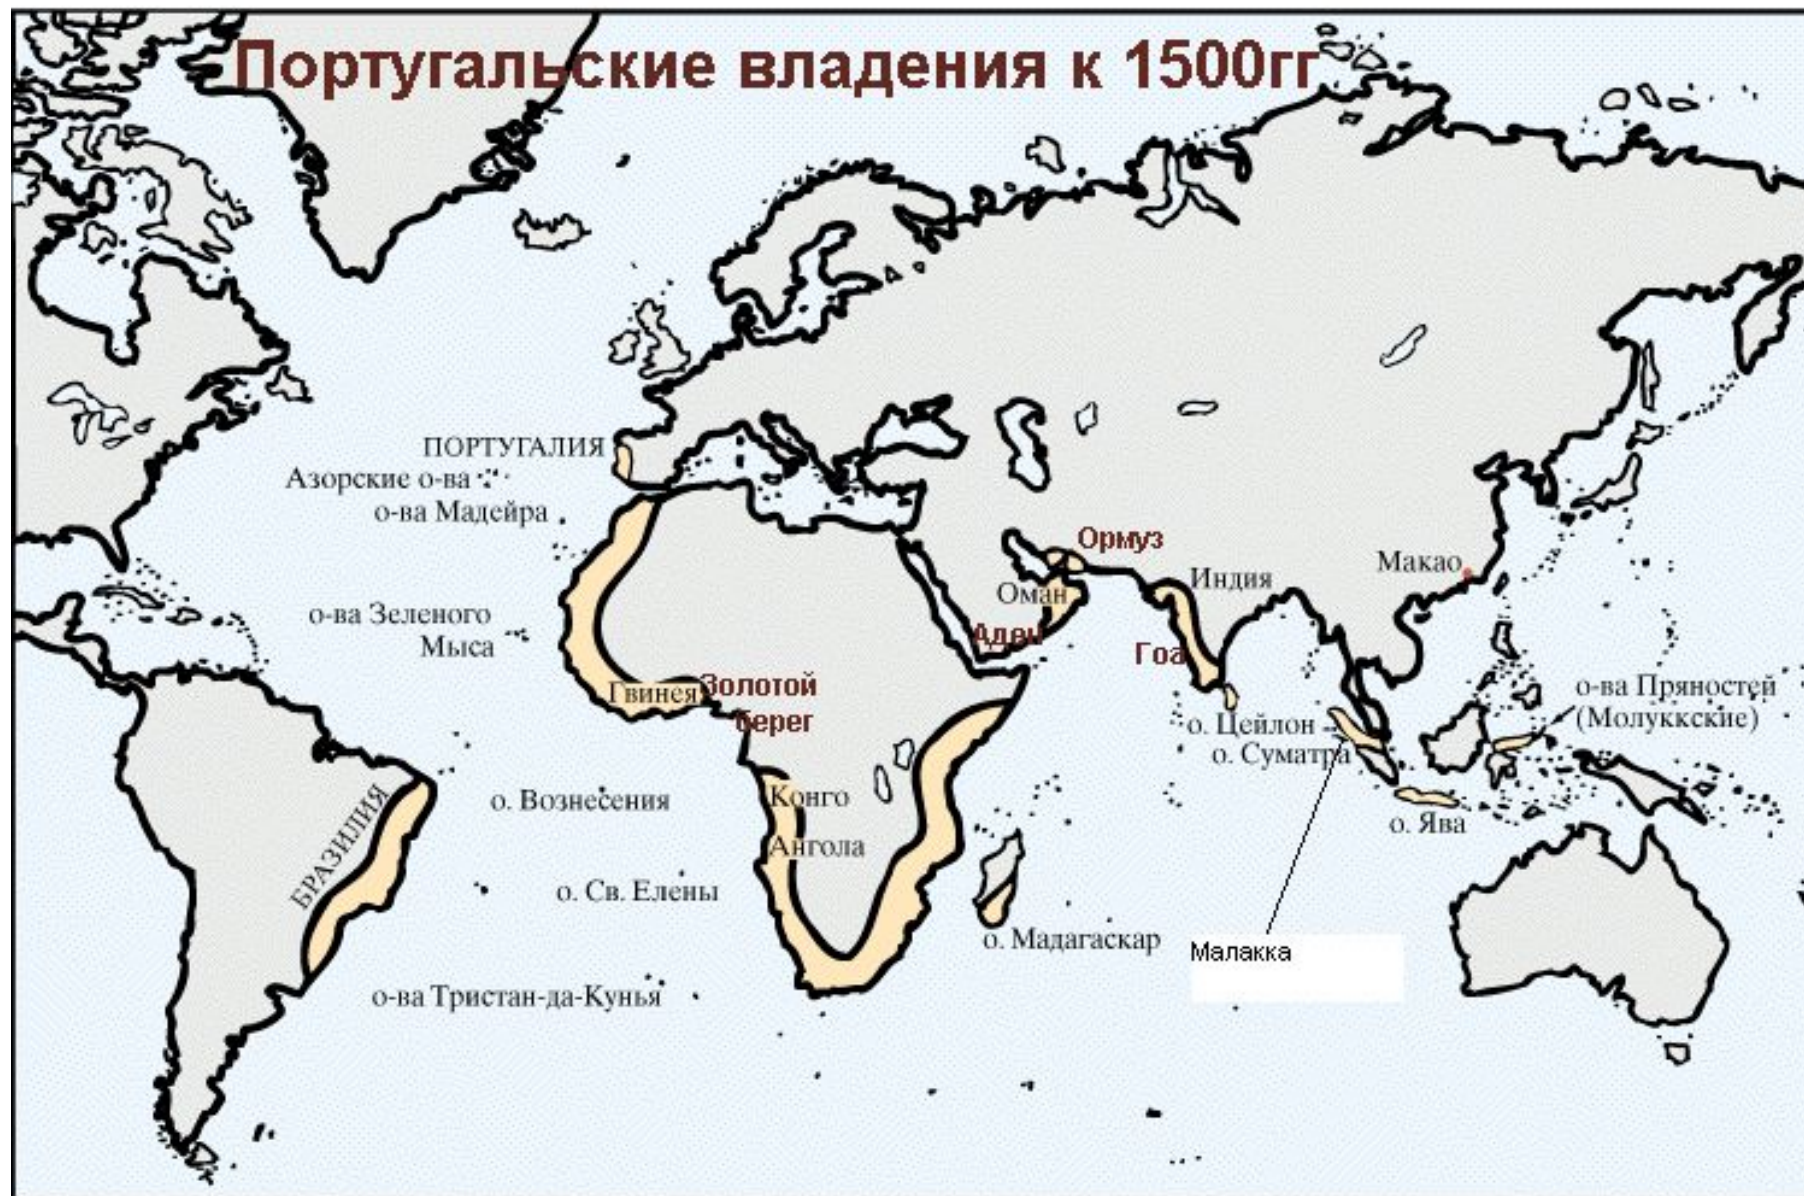 Португальские владения к 1500гг
ПОРТУГАЛИЯ
Азорские о-ва
о-ва Мадейра
Ормуз
Макао
Индия
Оман
о-ва Зеленого
Мыса
Аден
Гоа
Гвинея
Золотой
берег
о-ва Пряностей
(Молуккские)
о. Цейлон
о. Суматра
БРАЗИЛИЯ
о. Вознесения
Конго
о. Ява
Ангола
о. Св. Елены
о. Мадагаскар
Малакка
о-ва Тристан-да-Кунья